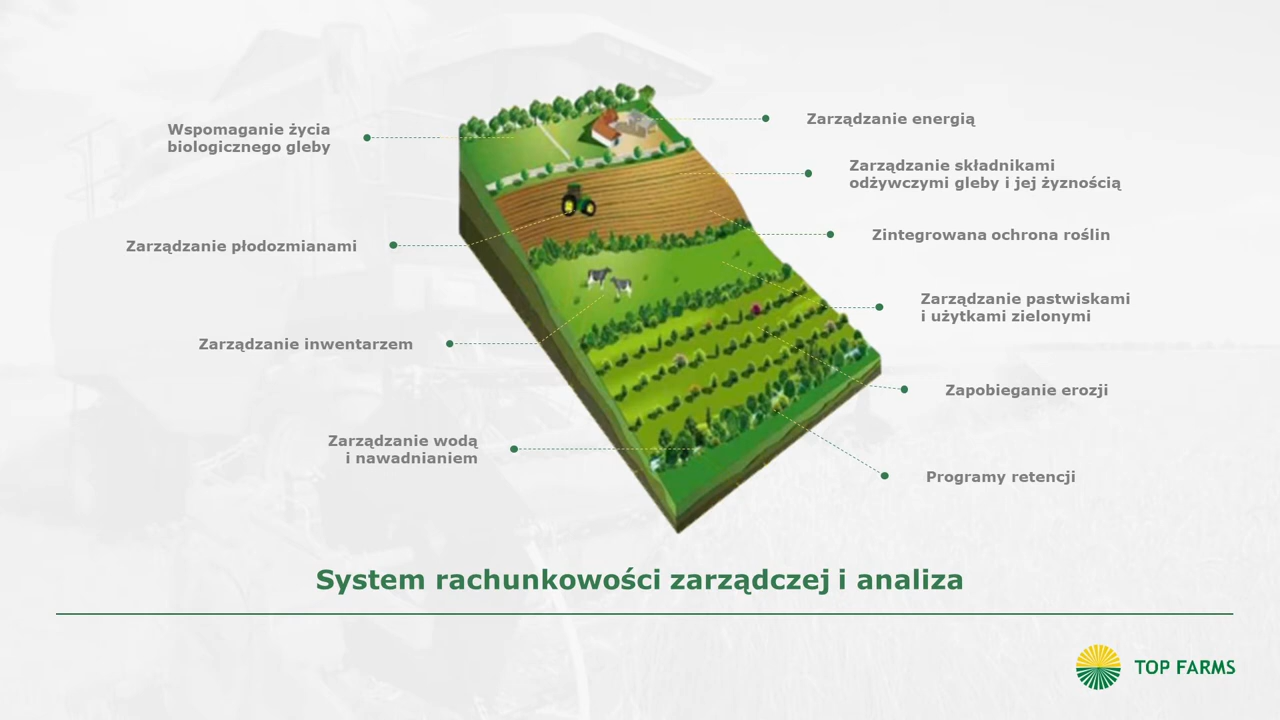 Wspomaganie życia
biologicznego gleby
Zarządzanie płodozmianami
Zarządzanie inwentarzem
Zarządzanie wodą
i nawadnianiem
Zarządzanie energią
Zarządzanie składnikami
odżywczymi gleby i jej żyznością
Zintegrowana ochrona roślin
Zarządzanie pastwiskami
i użytkami zielonymi
Zapobieganie erozji
Programy retencji
System rachunkowości zarządczej i analiza
TOP FARMS